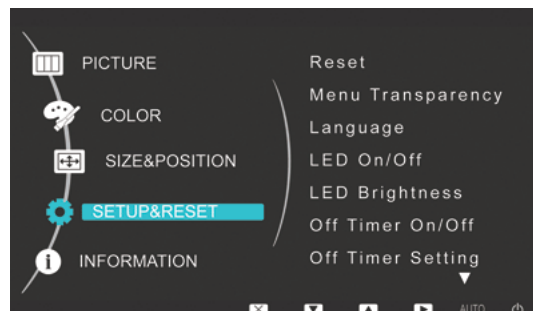 PICTURE
COLOR
SIZE&POSITION
SETUP&RESET
INFORMATION
Reset
Menu Transparency
Language
LED On/Off
LED Brightness
Off Timer On/Off
Off Timer Setting
AUTO